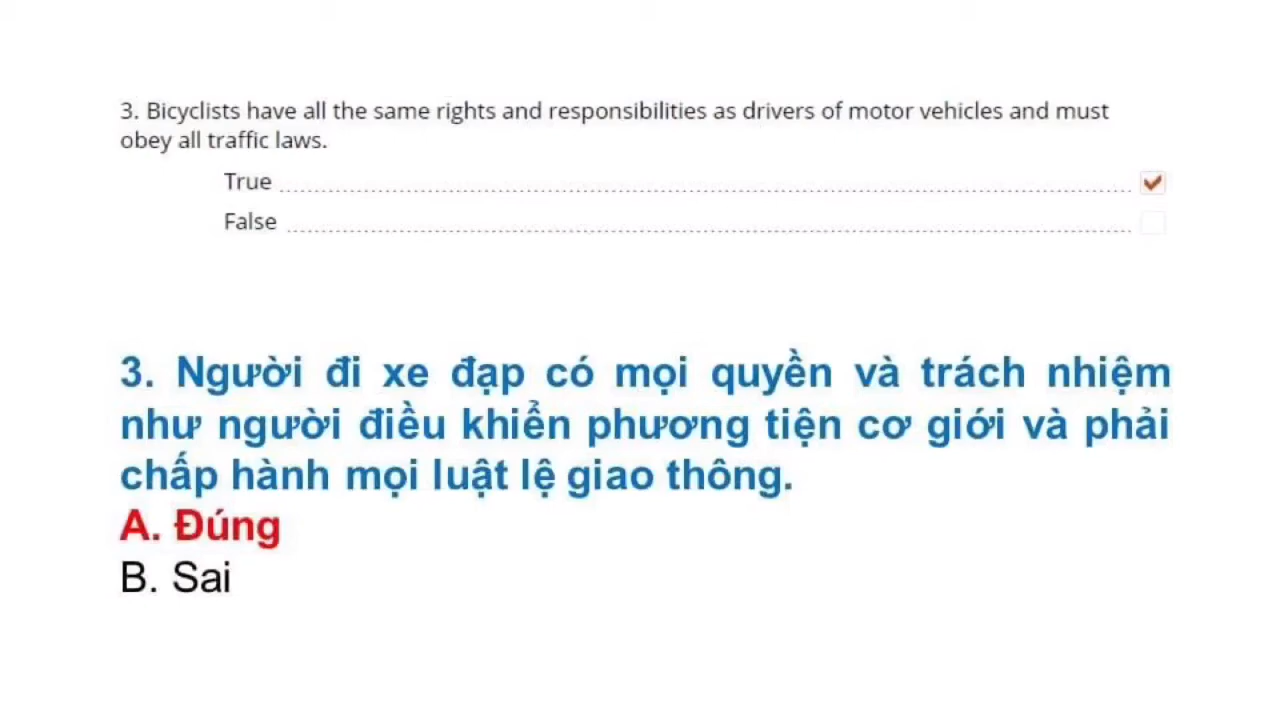 3. Bicyclists have all the same rights and responsibilities as drivers of motor vehicles and must
obey all traffic laws.
True
False
3. Người đi xe đạp có mọi quyền và trách nhiệm
như người điều khiển phương tiện cơ giới và phải
chấp hành mọi luật lệ giao thông.
A. Đúng
B. Sai